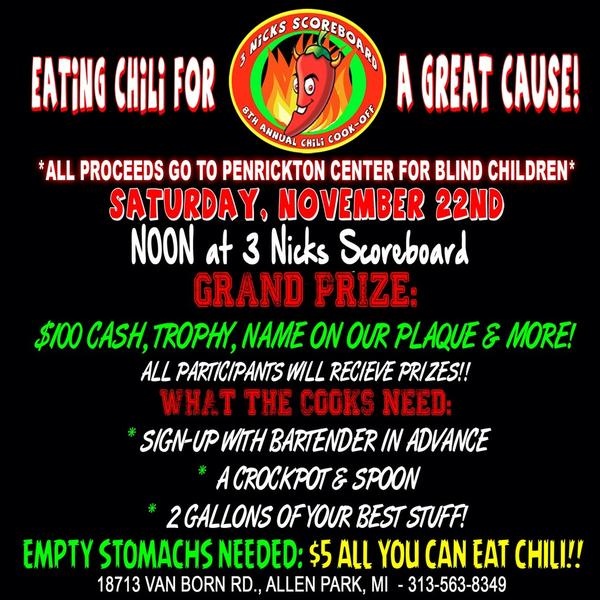 EATING CHILI FOR
3 NICKS SCOREBOARD
8TH ANNUAL CHILI COOK-OFF
A GREAT CAUSE!
*ALL PROCEEDS GO TO PENRICKTON CENTER FOR BLIND CHILDREN*
SATURDAY, NOVEMBER 22ND
NOON at 3 Nicks Scoreboard
GRAND PRIZE:
$100 CASH, TROPHY, NAME ON OUR PLAQUE & MORE!
ALL PARTICIPANTS WILL RECIEVE PRIZES!!
WHAT THE COOKS NEED:
* SIGN-UP WITH BARTENDER IN ADVANCE
* A CROCKPOT & SPOON
* 2 GALLONS OF YOUR BEST STUFF!
EMPTY STOMACHS NEEDED: $5 ALL YOU CAN EAT CHILI!!
18713 VAN BORN RD., ALLEN PARK, MI - 313-563-8349